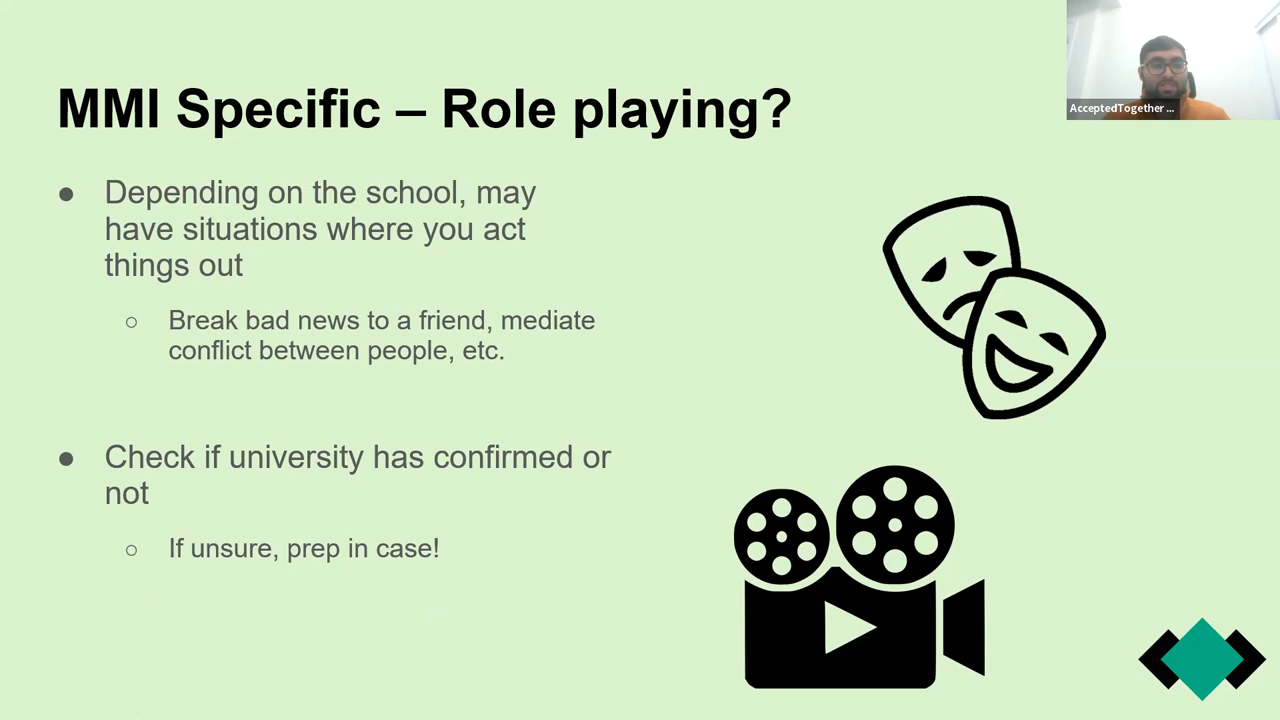 MMI Specific – Role playing?
AcceptedTogether ...
● Depending on the school, may
have situations where you act
things out
○ Break bad news to a friend, mediate
conflict between people, etc.
● Check if university has confirmed or
not
○ If unsure, prep in case!